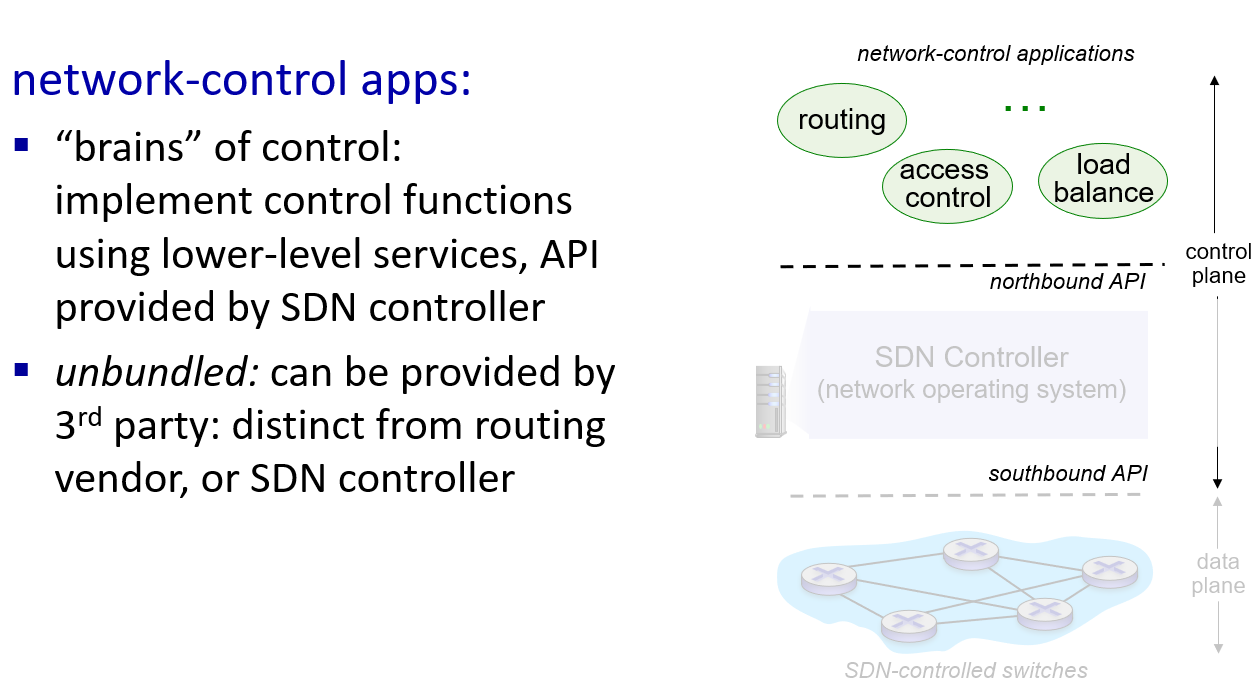 network-control apps:
“brains” of control:
implement control functions
using lower-level services, API
provided by SDN controller
unbundled: can be provided by
3rd party: distinct from routing
vendor, or SDN controller
network-control applications
routing
...
access
control
load
balance
control
plane
northbound API
SDN Controller
(network operating system)
southbound API
data
plane
SDN-controlled switches